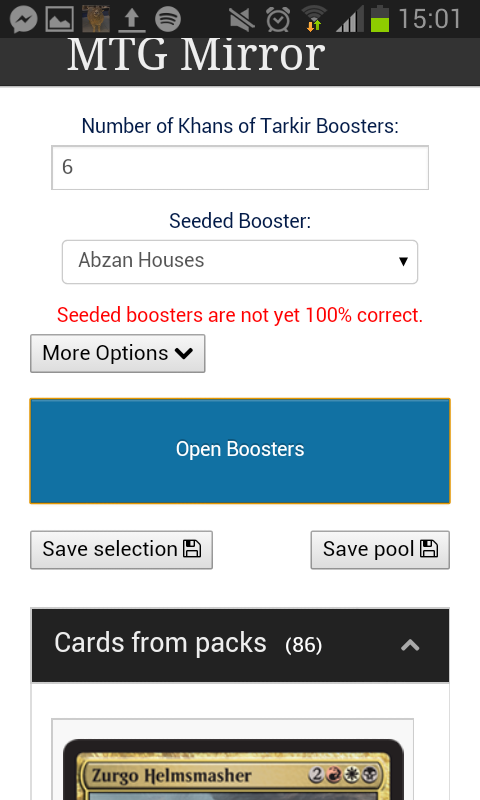 15:01
MTG Mirror
Number of Khans of Tarkir Boosters:
6
Seeded Booster:
Abzan Houses
Seeded boosters are not yet 100% correct.
More Options
Open Boosters
Save selection
Save pool
Cards from packs (86)
Zurgo Helmsmasher 2